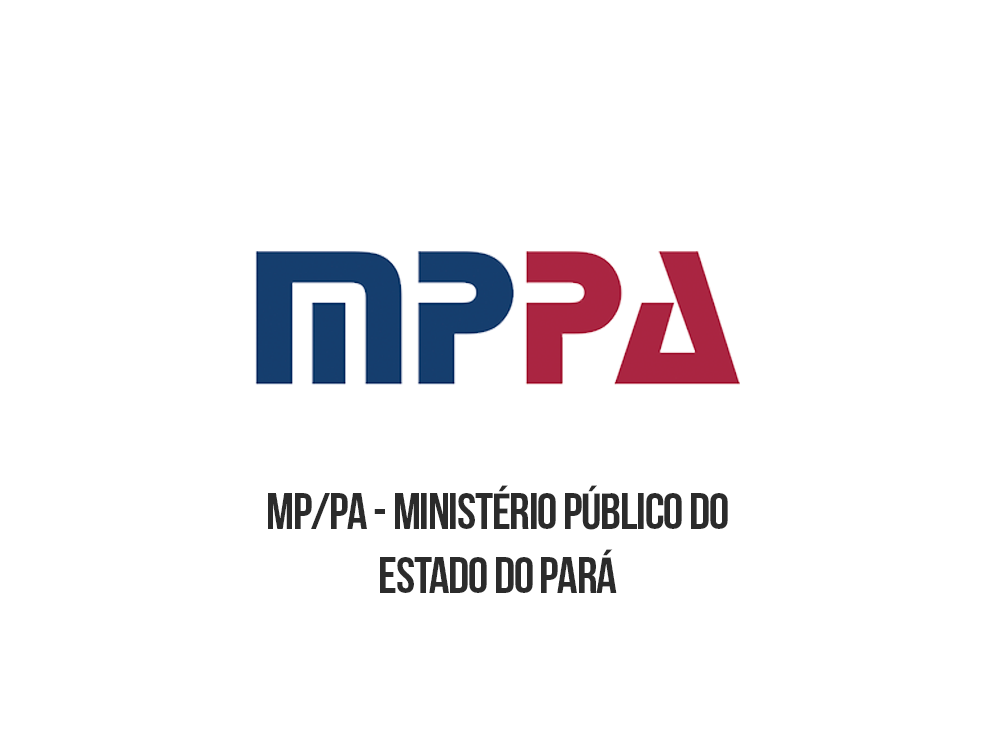 MPPA
MP/PA - MINISTÉRIO PÚBLICO DO
ESTADO DO PARÁ